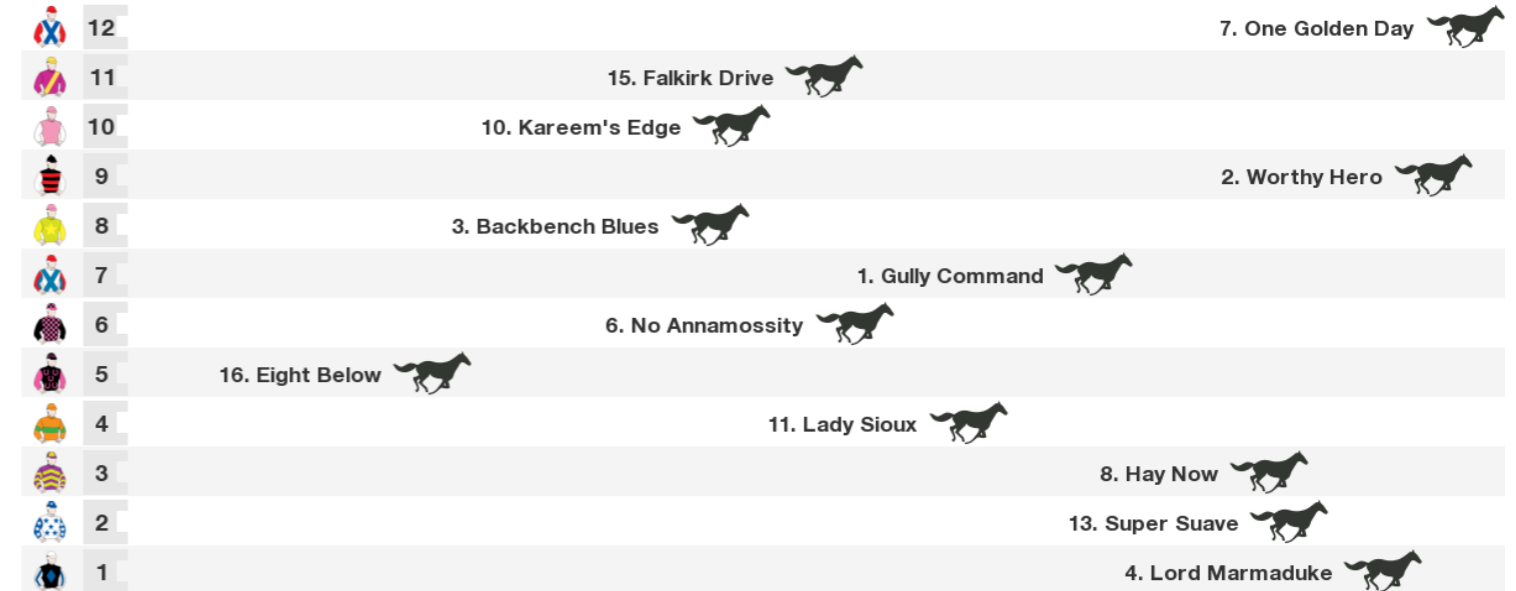 12 7. One Golden Day
11 15. Falkirk Drive
10 10. Kareem's Edge
9 2. Worthy Hero
8 3. Backbench Blues
7 1. Gully Command
6 6. No Annamossity
5 16. Eight Below
4 11. Lady Sioux
3 8. Hay Now
2 13. Super Suave
1 4. Lord Marmaduke